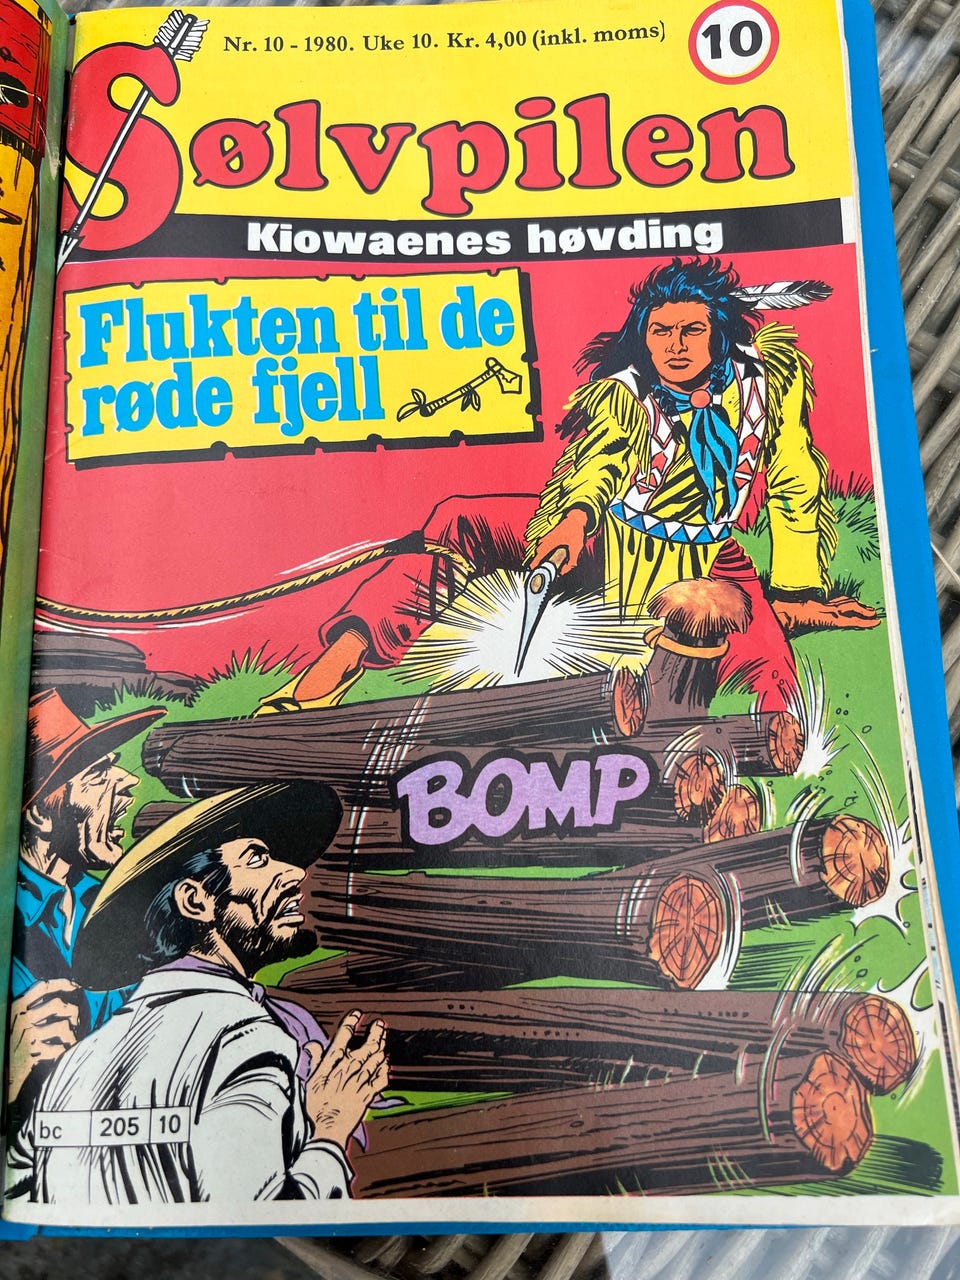 Nr. 10 - 1980. Uke 10. Kr. 4,00 (inkl. moms)
10
Sølvpilen
Kiowaenes høvding
Flukten til de
røde fjell
BOMP
bc 205 10